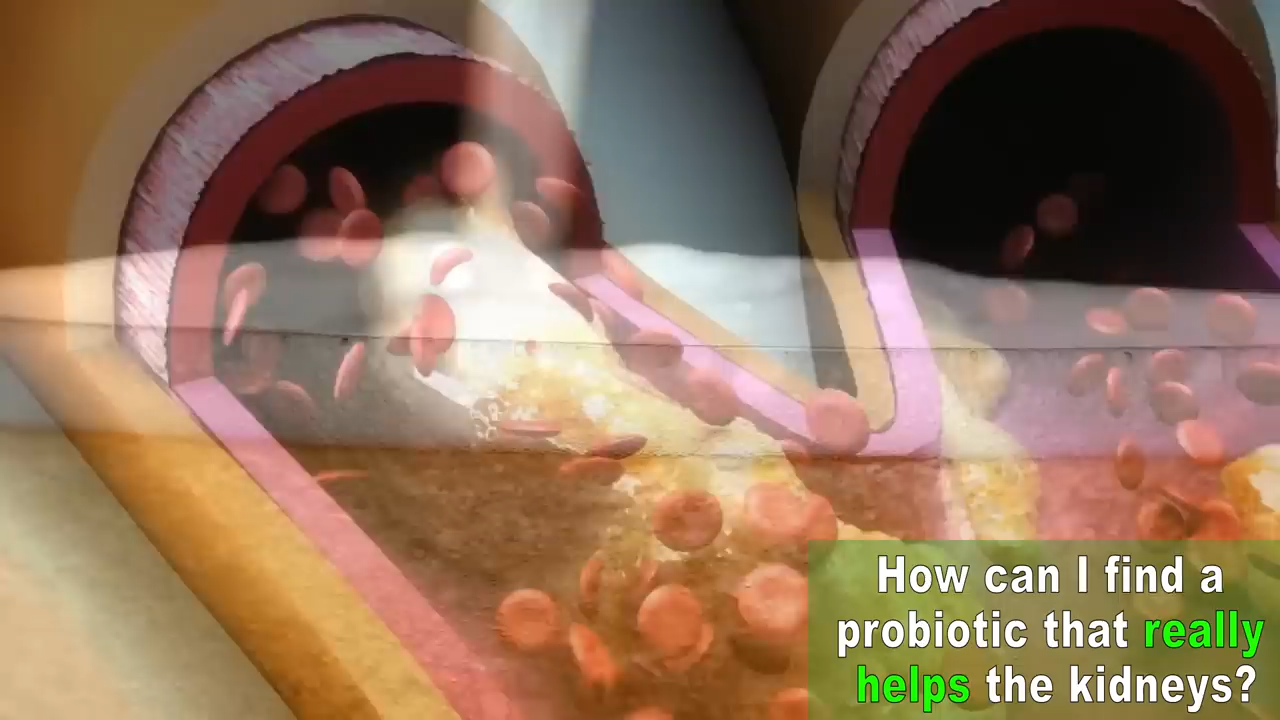 How can I find a
probiotic that really
helps the kidneys?